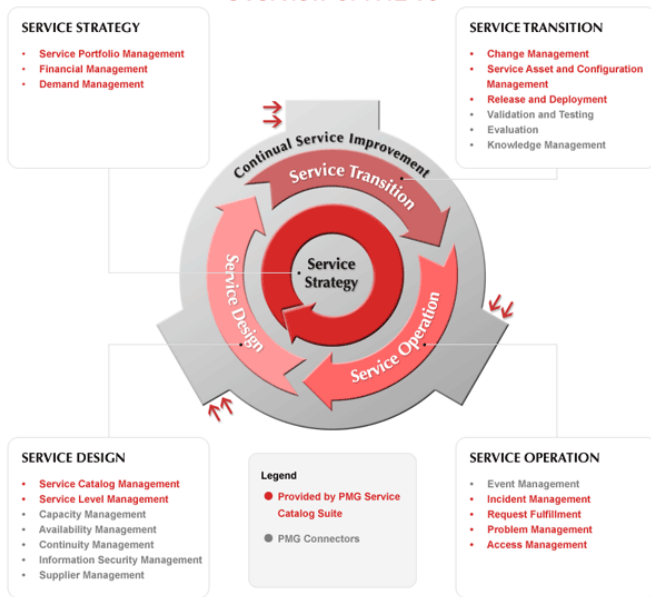 SERVICE STRATEGY
• Service Portfolio Management
• Financial Management
• Demand Management
SERVICE TRANSITION
• Change Management
• Service Asset and Configuration
Management
• Release and Deployment
• Validation and Testing
• Evaluation
• Knowledge Management
Continual Service Improvement
Service Transition
Service
Strategy
Service Design
Service Operation
SERVICE DESIGN
• Service Catalog Management
• Service Level Management
• Capacity Management
• Availability Management
• Continuity Management
• Information Security Management
• Supplier Management
Legend
Provided by PMG Service
Catalog Suite
PMG Connectors
SERVICE OPERATION
• Event Management
• Incident Management
• Request Fulfillment
• Problem Management
• Access Management